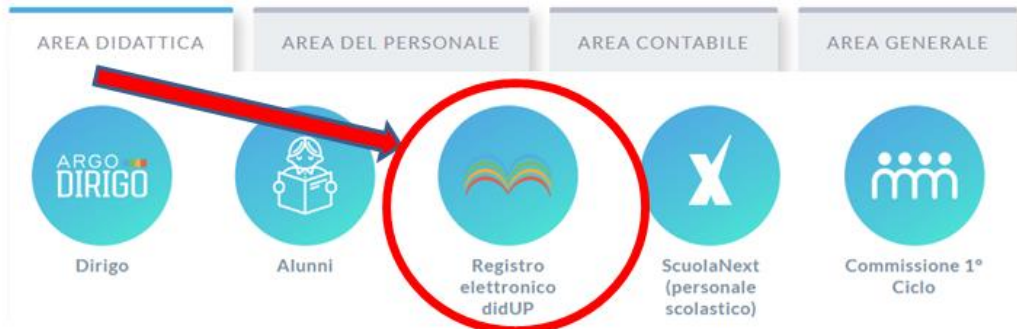 AREA DIDATTICA
AREA DEL PERSONALE
AREA CONTABILE
AREA GENERALE
ARGO
DIRIGO
Dirigo
Alunni
Registro
elettronico
didUP
ScuolaNext
(personale
scolastico)
Commissione 1°
Ciclo